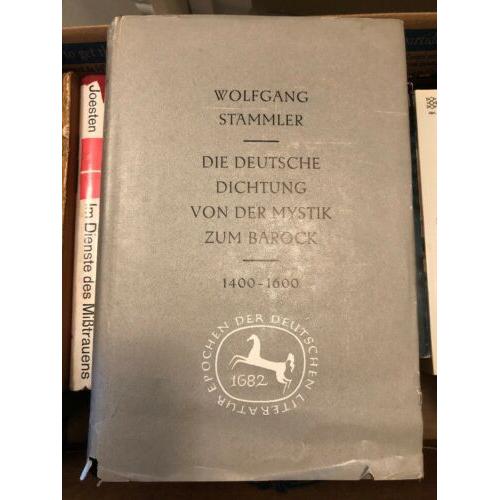 WOLFGANG
STAMMLER
DIE DEUTSCHE
DICHTUNG
VON DER MYSTIK
ZUM BAROCK
1400-1600
EPOCHEN DER DEUTSCHEN LITERATUR
1682
Joesten
Im Dienste des Mißtrauens